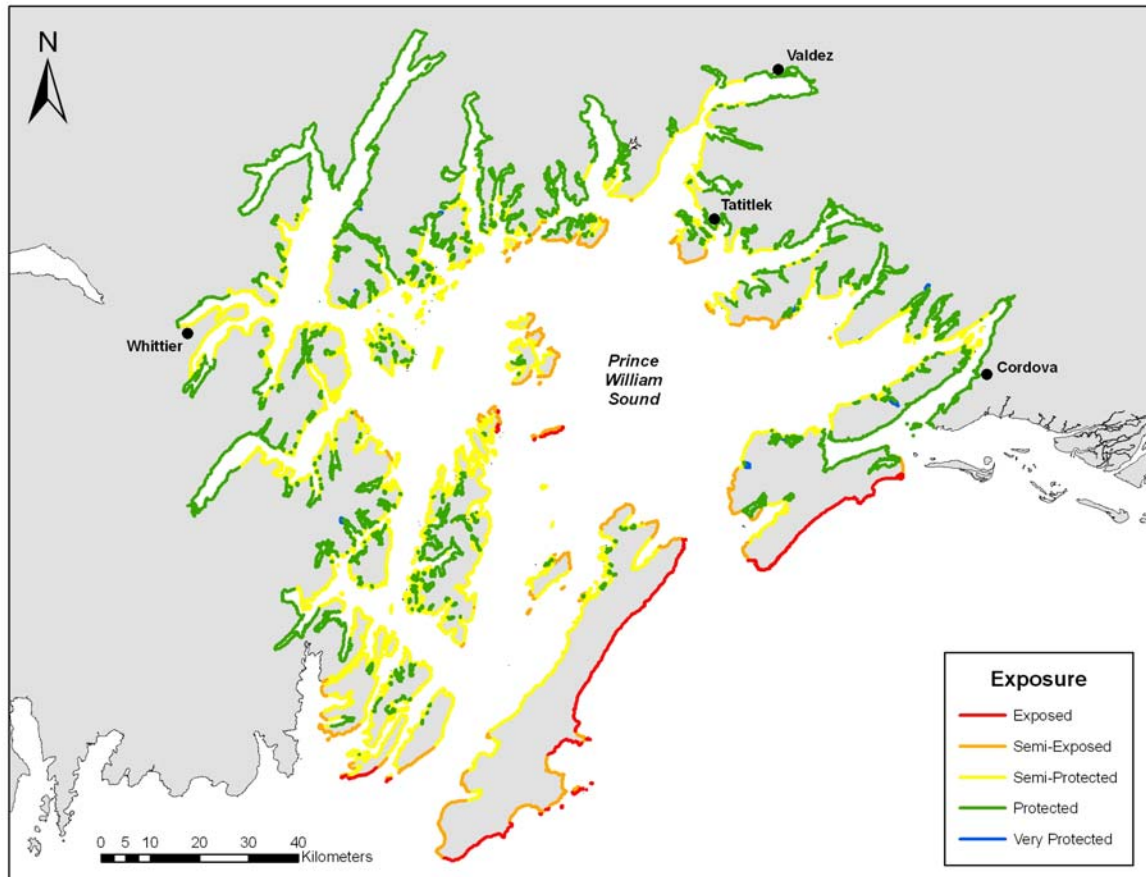 N
Valdez
Tatitlek
Whittier
Prince
William
Sound
Cordova
Exposure
Exposed
Semi-Exposed
Semi-Protected
Protected
Very Protected
0 5 10 20 30 40
Kilometers